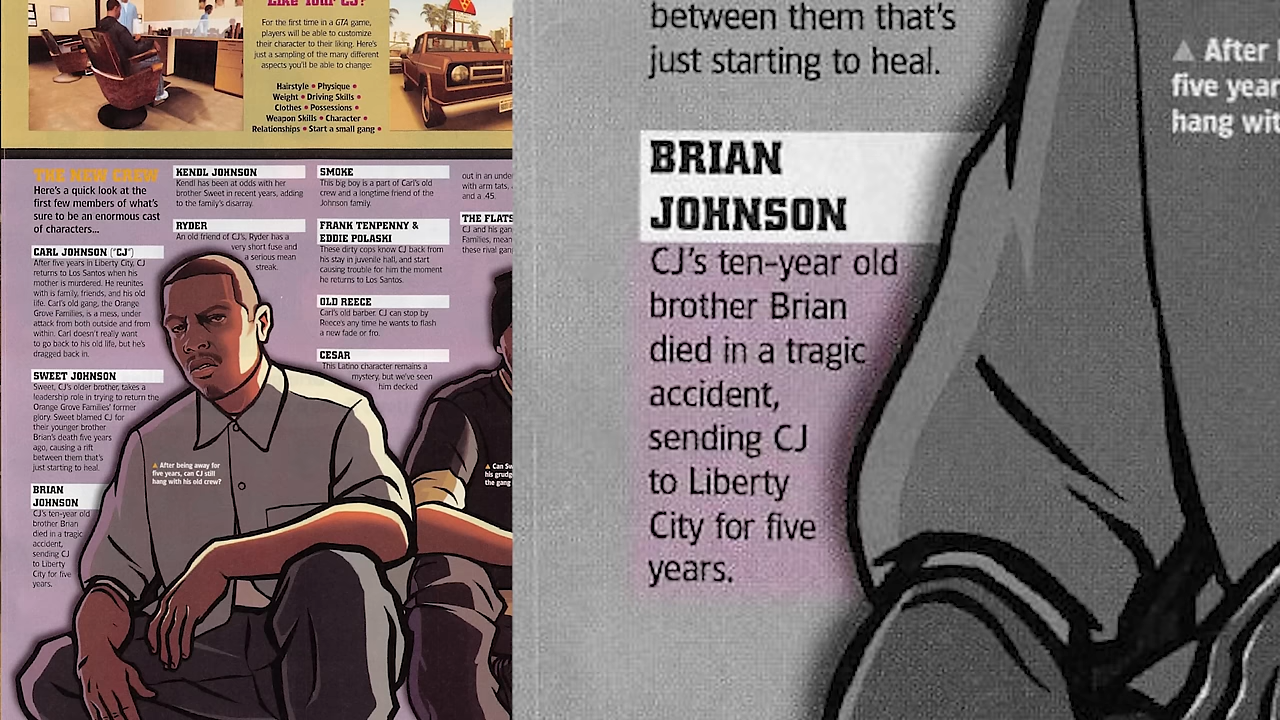 Like Your CJ?
For the first time in a GTA game,
players will be able to customize
their character to their liking. Here's
just a sampling of the many different
aspects you'll be able to change:
Hairstyle • Physique •
Weight • Driving Skills •
Clothes • Possessions •
Weapon Skills • Character •
Relationships • Start a small gang •
THE NEW CREW
Here's a quick look at the
first few members of what's
sure to be an enormous cast
of characters...
CARL JOHNSON ("CJ")
After five years in Liberty City, CJ
returns to Los Santos when his
mother is murdered. He reunites
with is family, friends, and his old
life. Carl's old gang, the Orange
Grove Families, is a mess, under
attack from both outside and from
within. Carl doesn't really want
to go back to his old life, but he's
dragged back in.
SWEET JOHNSON
Sweet, CJ's older brother, takes a
leadership role in trying to return the
Orange Grove Families' former
glory. Sweet blamed CJ for
their younger brother
Brian's death five years
ago, causing a rift
between them that's
just starting to heal.
BRIAN
JOHNSON
CJ's ten-year old
brother Brian
died in a tragic
accident,
sending CJ
to Liberty
City for five
years.
KENDL JOHNSON
Kendl has been at odds with her
brother Sweet in recent years, adding
to the family's disarray.
RYDER
An old friend of CJ's, Ryder has a
very short fuse and
a serious mean
streak.
SMOKE
This big boy is a part of Carl's old
crew and a longtime friend of the
Johnson family.
FRANK TENPENNY &
EDDIE POLASKI
These dirty cops know CJ back from
his stay in juvenile hall, and start
causing trouble for him the moment
he returns to Los Santos.
OLD REECE
Carl's old barber. CJ can stop by
Reece's any time he wants to flash
a new fade or fro.
CESAR
This Latino character remains a
mystery, but we've seen
him decked
out in an unde
with arm tats,
and a .45.
THE FLATS
CJ and his gan
Families, mean
these rival gan
▲ After being away for
five years, can CJ still
hang with his old crew?
▲ Can Sw
his grudg
the gang
between them that's
just starting to heal.
BRIAN
JOHNSON
CJ's ten-year old
brother Brian
died in a tragic
accident,
sending CJ
to Liberty
City for five
years.
▲ After
five year
hang wit